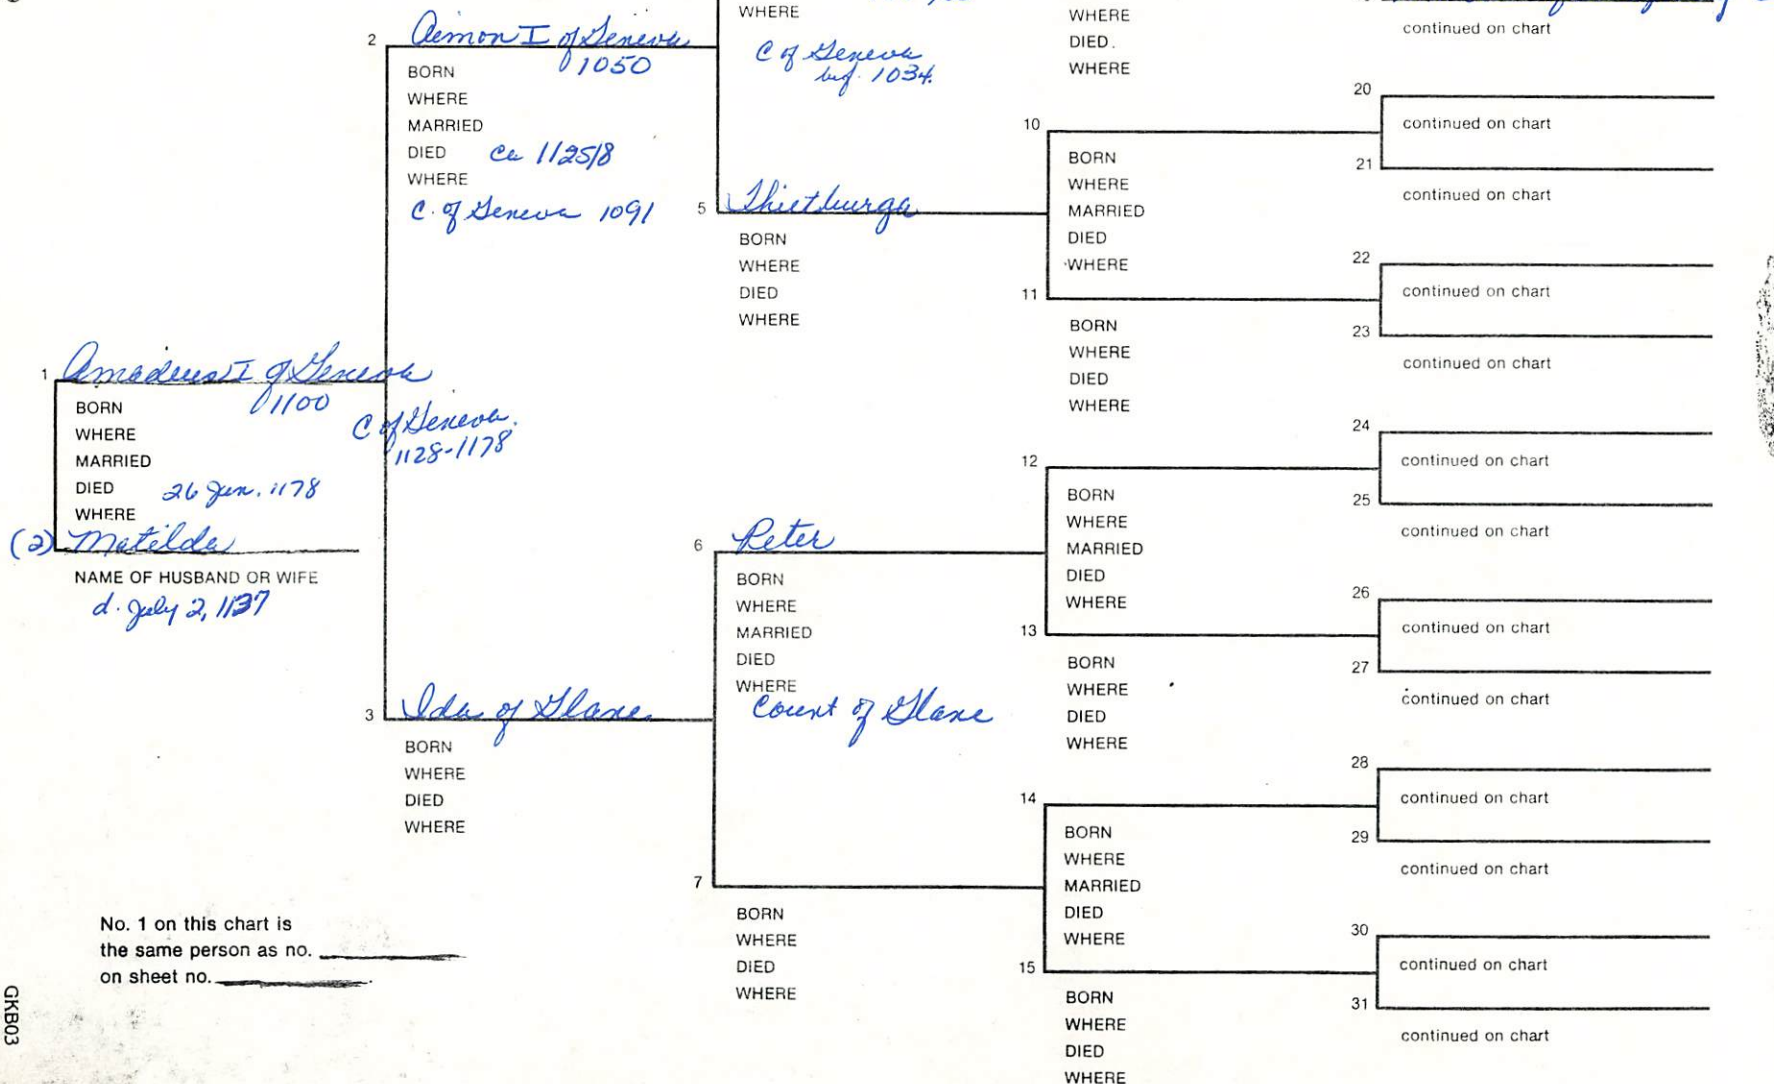 WHERE
C of Geneva
bef. 1034.
WHERE
DIED.
WHERE
continued on chart
2 Aimon I of Geneva
1050
BORN
WHERE
MARRIED
DIED ca 1125/8
WHERE
C. of Geneva 1091
20
continued on chart
21
continued on chart
10
BORN
WHERE
MARRIED
DIED
WHERE
5 Thietburga
BORN
WHERE
DIED
WHERE
22
continued on chart
23
continued on chart
11
BORN
WHERE
DIED
WHERE
1 Amadeus I of Geneva
1100
BORN
WHERE
MARRIED
DIED 26 Jun. 1178
WHERE
C of Geneva.
1128-1178
(2) Matilda
NAME OF HUSBAND OR WIFE
d. July 2, 1137
24
continued on chart
25
continued on chart
12
BORN
WHERE
MARRIED
DIED
WHERE
6 Peter
BORN
WHERE
MARRIED
DIED
WHERE
Count of Glane
26
continued on chart
27
continued on chart
13
BORN
WHERE
DIED
WHERE
3 Ida of Glane.
BORN
WHERE
DIED
WHERE
28
continued on chart
29
continued on chart
14
BORN
WHERE
MARRIED
DIED
WHERE
7
BORN
WHERE
DIED
WHERE
30
continued on chart
31
continued on chart
15
BORN
WHERE
DIED
WHERE
No. 1 on this chart is
the same person as no.
on sheet no.
GKB03